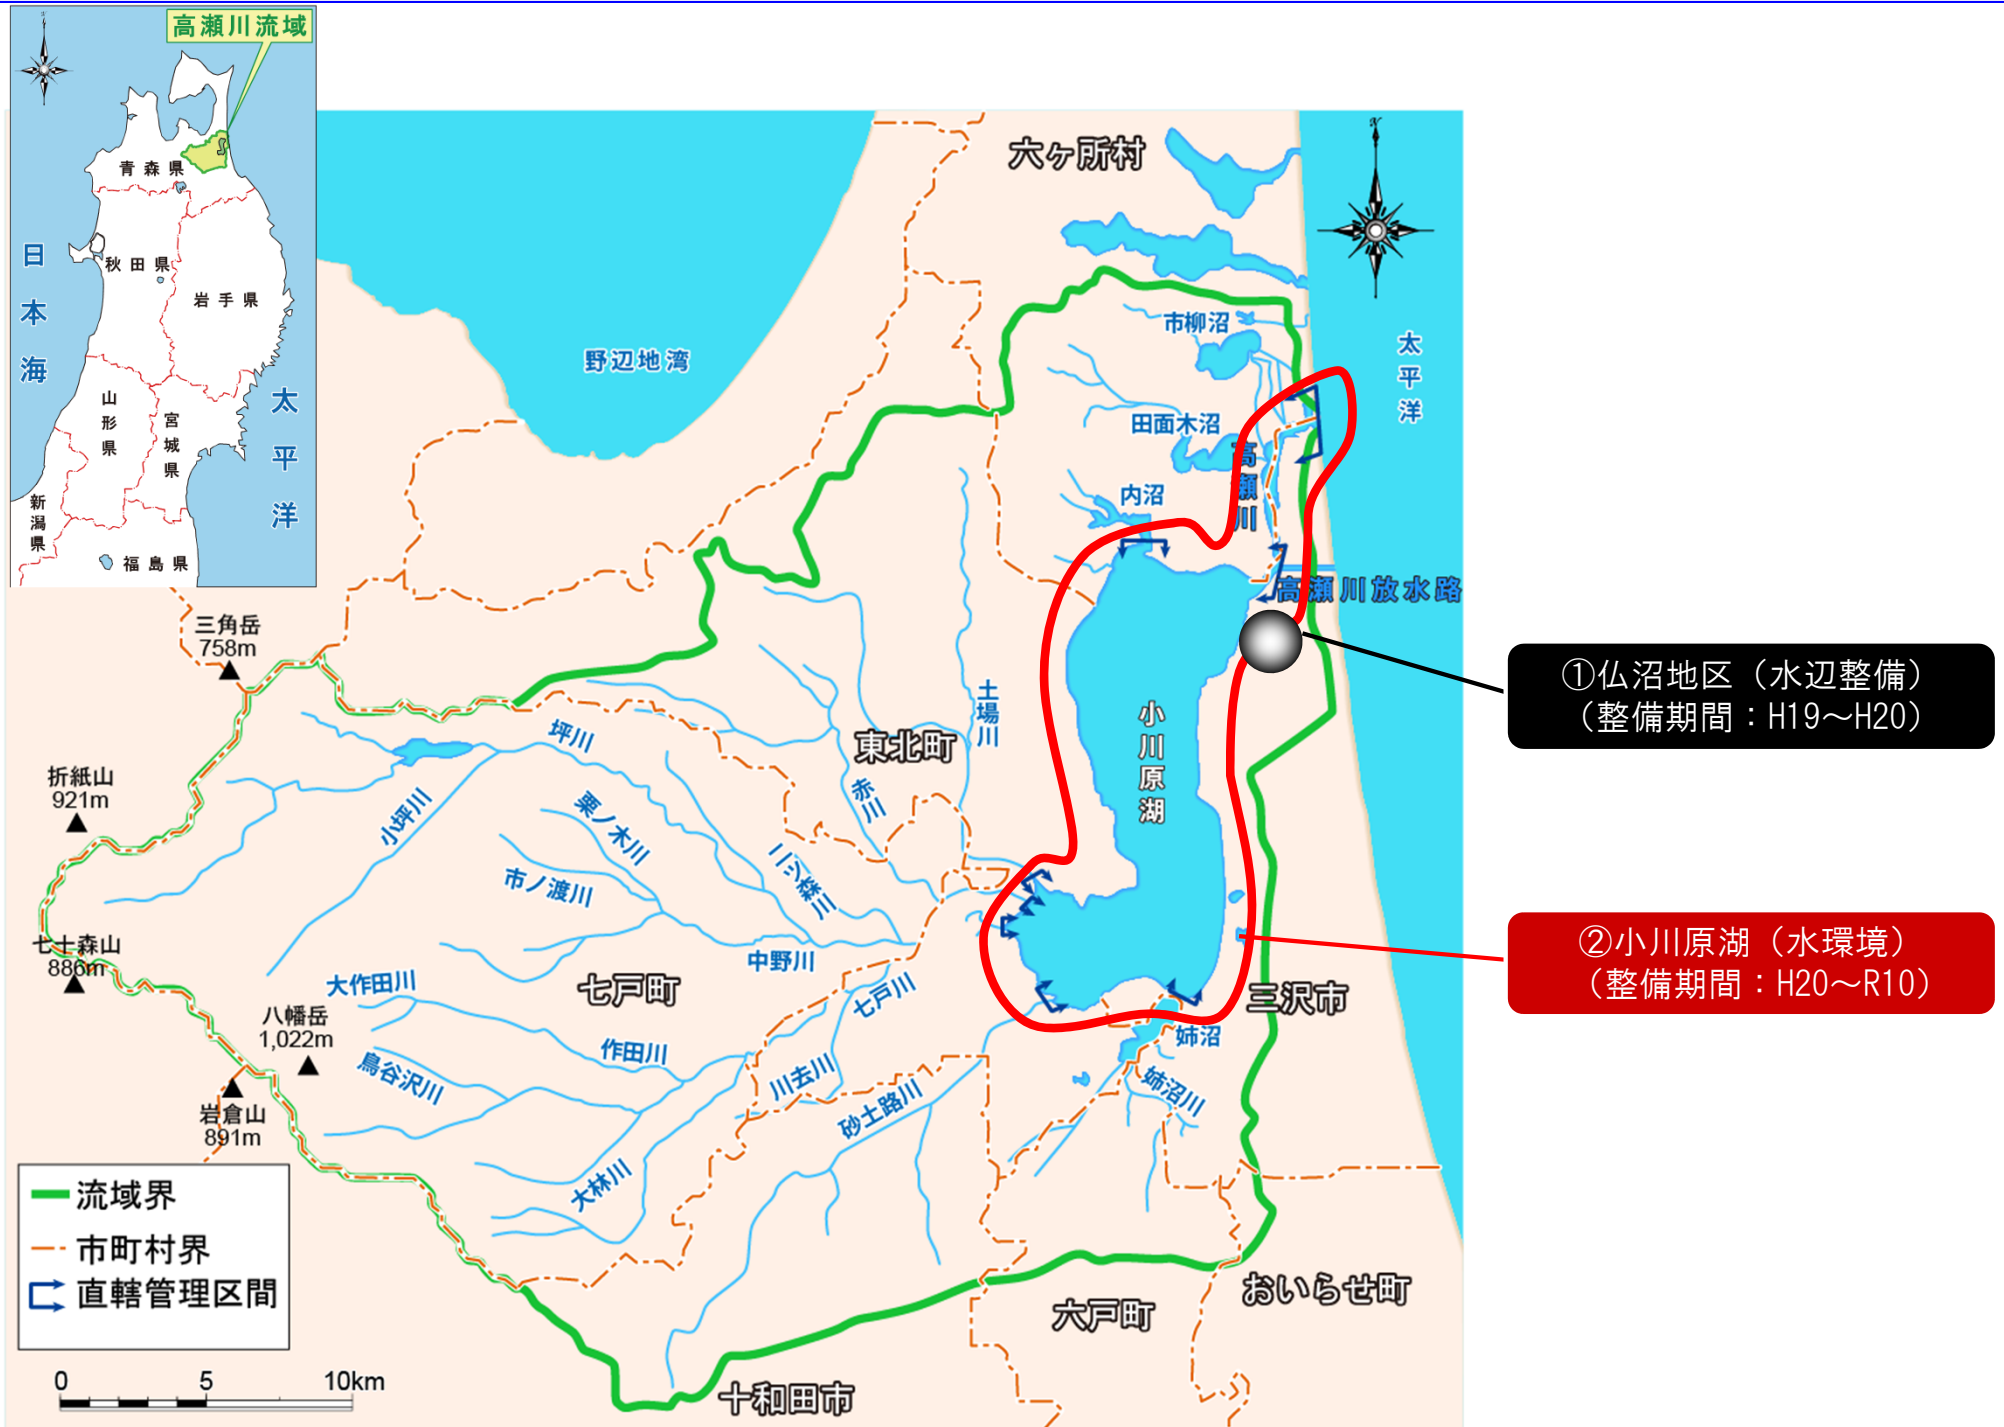 高瀬川流域
青森県
秋田県
岩手県
山形県
宮城県
新潟県
福島県
日本海
太平洋
六ヶ所村
野辺地湾
市柳沼
太平洋
田面木沼
高瀬川
内沼
高瀬川放水路
三角岳
758m
①仏沼地区（水辺整備）
（整備期間：H19～H20）
土場川
小川原湖
坪川
東北町
折紙山
921m
小坪川
栗ノ木川
赤川
二ツ森川
市ノ渡川
七十森山
886m
中野川
②小川原湖（水環境）
（整備期間：H20～R10）
大作田川
七戸町
七戸川
三沢市
八幡岳
1,022m
作田川
姉沼
鳥谷沢川
川去川
砂土路川
姉沼川
岩倉山
891m
大林川
流域界
市町村界
直轄管理区間
おいらせ町
六戸町
十和田市
0 5 10km